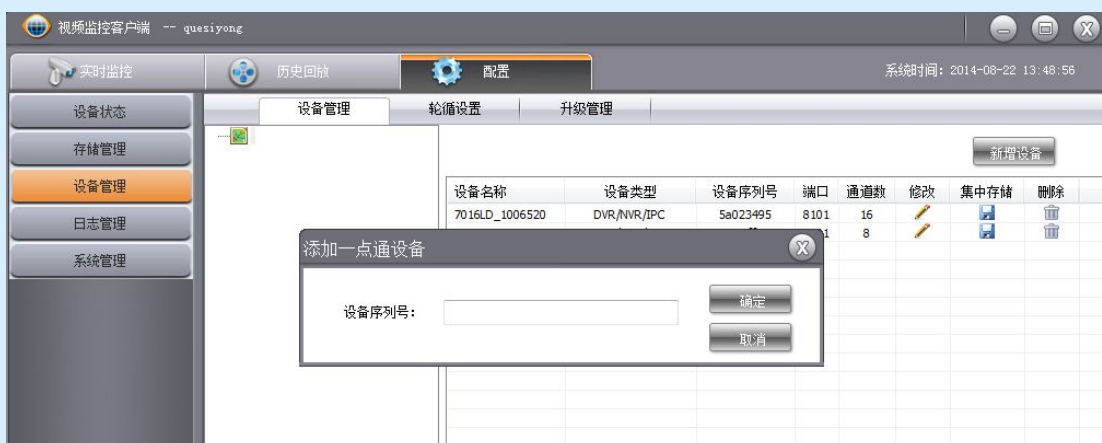 视频监控客户端 -- quesiyong
实时监控 历史回放 配置 系统时间: 2014-08-22 13:48:56
设备状态 设备管理 轮循设置 升级管理
存储管理 新增设备
设备管理 设备名称 设备类型 设备序列号 端口 通道数 修改 集中存储 删除
7016LD_1006520 DVR/NVR/IPC 5a023495 8101 16
日志管理 8
添加一点通设备
系统管理
设备序列号: 确定
取消